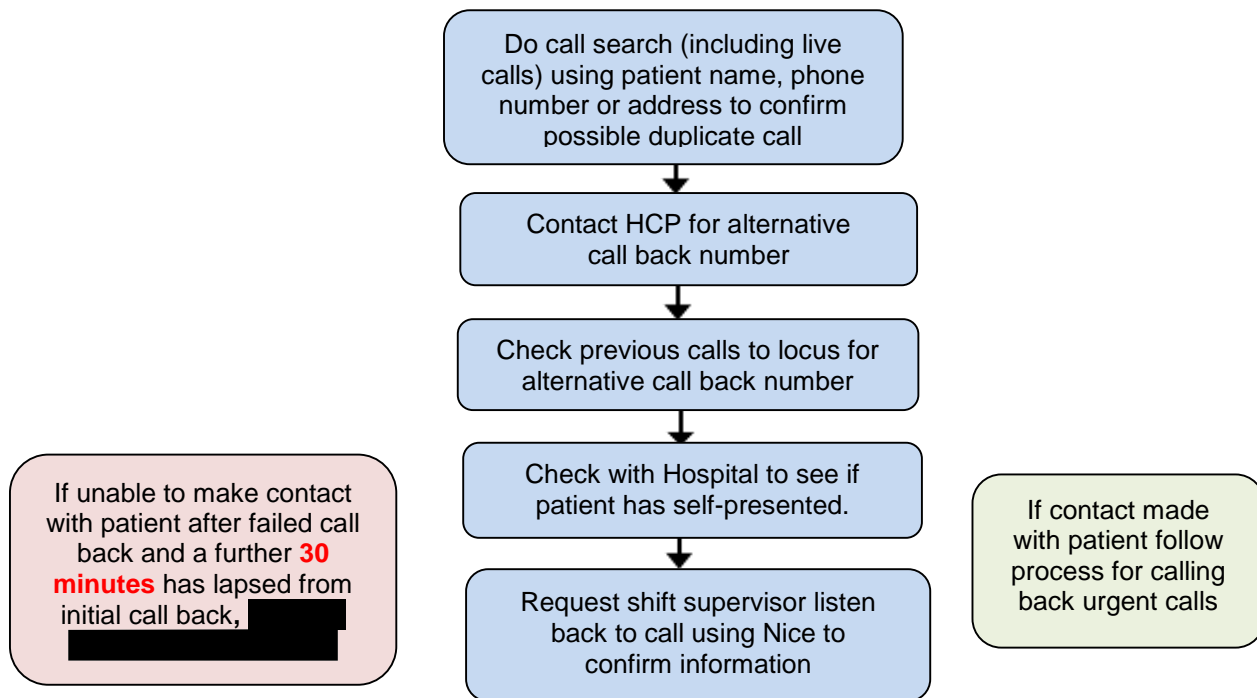 Do call search (including live
calls) using patient name, phone
number or address to confirm
possible duplicate call
Contact HCP for alternative
call back number
Check previous calls to locus for
alternative call back number
Check with Hospital to see if
patient has self-presented.
Request shift supervisor listen
back to call using Nice to
confirm information
If unable to make contact
with patient after failed call
back and a further 30
minutes has lapsed from
initial call back,
If contact made
with patient follow
process for calling
back urgent calls